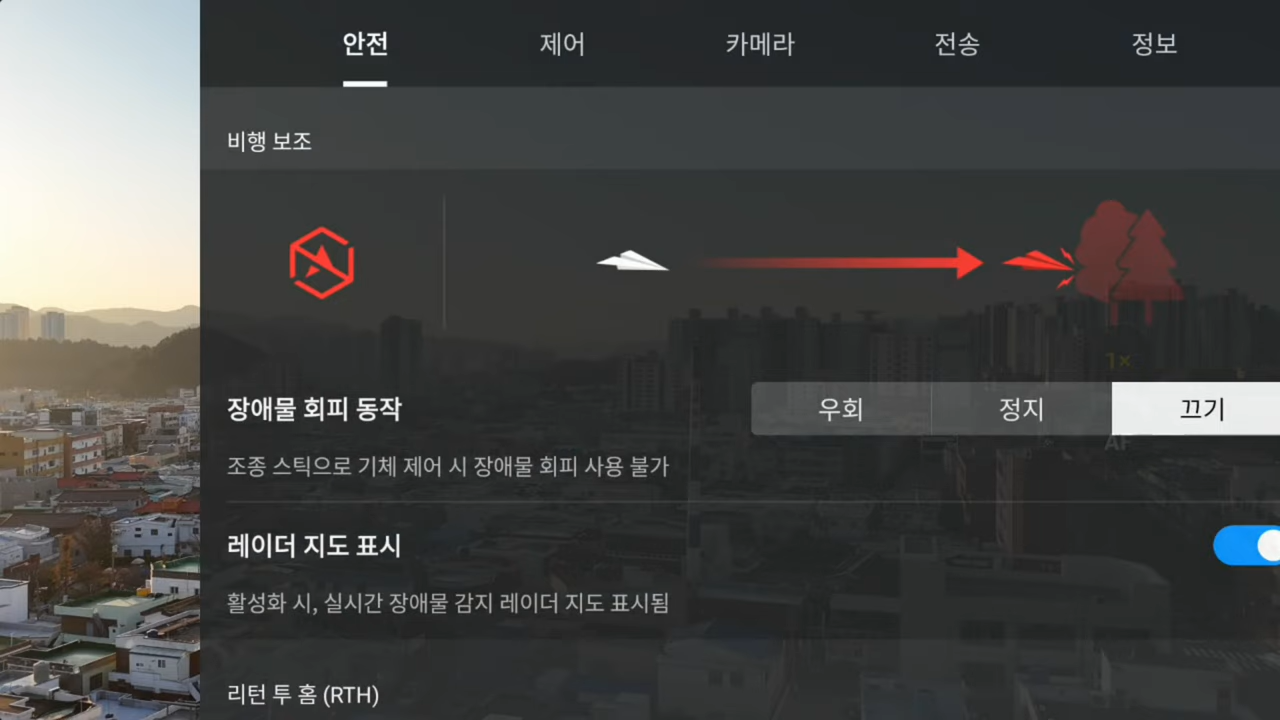 안전 제어 카메라 전송 정보
비행 보조
1×
장애물 회피 동작 우회 정지 끄기
AF
조종 스틱으로 기체 제어 시 장애물 회피 사용 불가
레이더 지도 표시
활성화 시, 실시간 장애물 감지 레이더 지도 표시됨
리턴 투 홈 (RTH)